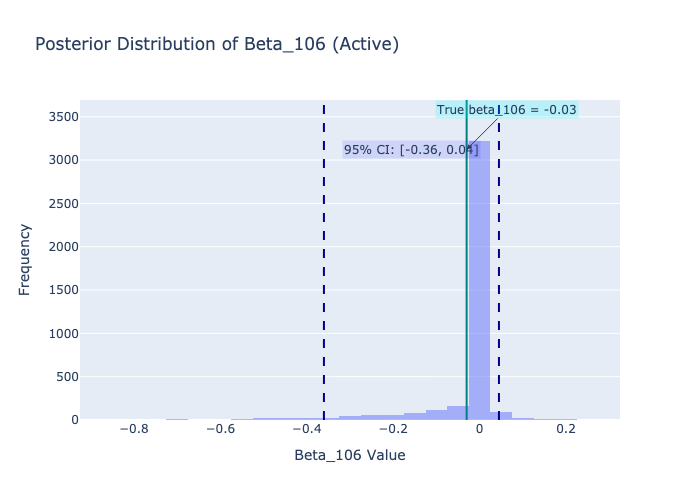 Posterior Distribution of Beta_106 (Active)
True beta_106 = -0.03
95% CI: [-0.36, 0.04]
3500
3000
2500
2000
1500
1000
500
0
Frequency
−0.8 −0.6 −0.4 −0.2 0 0.2
Beta_106 Value